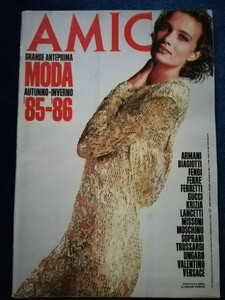 AMIC
GRANDE ANTEPRIMA
MODA
AUTUNNO-INVERNO
'85-'86
ARMANI
BIAGIOTTI
FENDI
FERRE
FERRETTI
GUCCI
KRIZIA
LANCETTI
MISSONI
MOSCHINO
SOPRANI
TRUSSARDI
UNGARO
VALENTINO
VERSACE